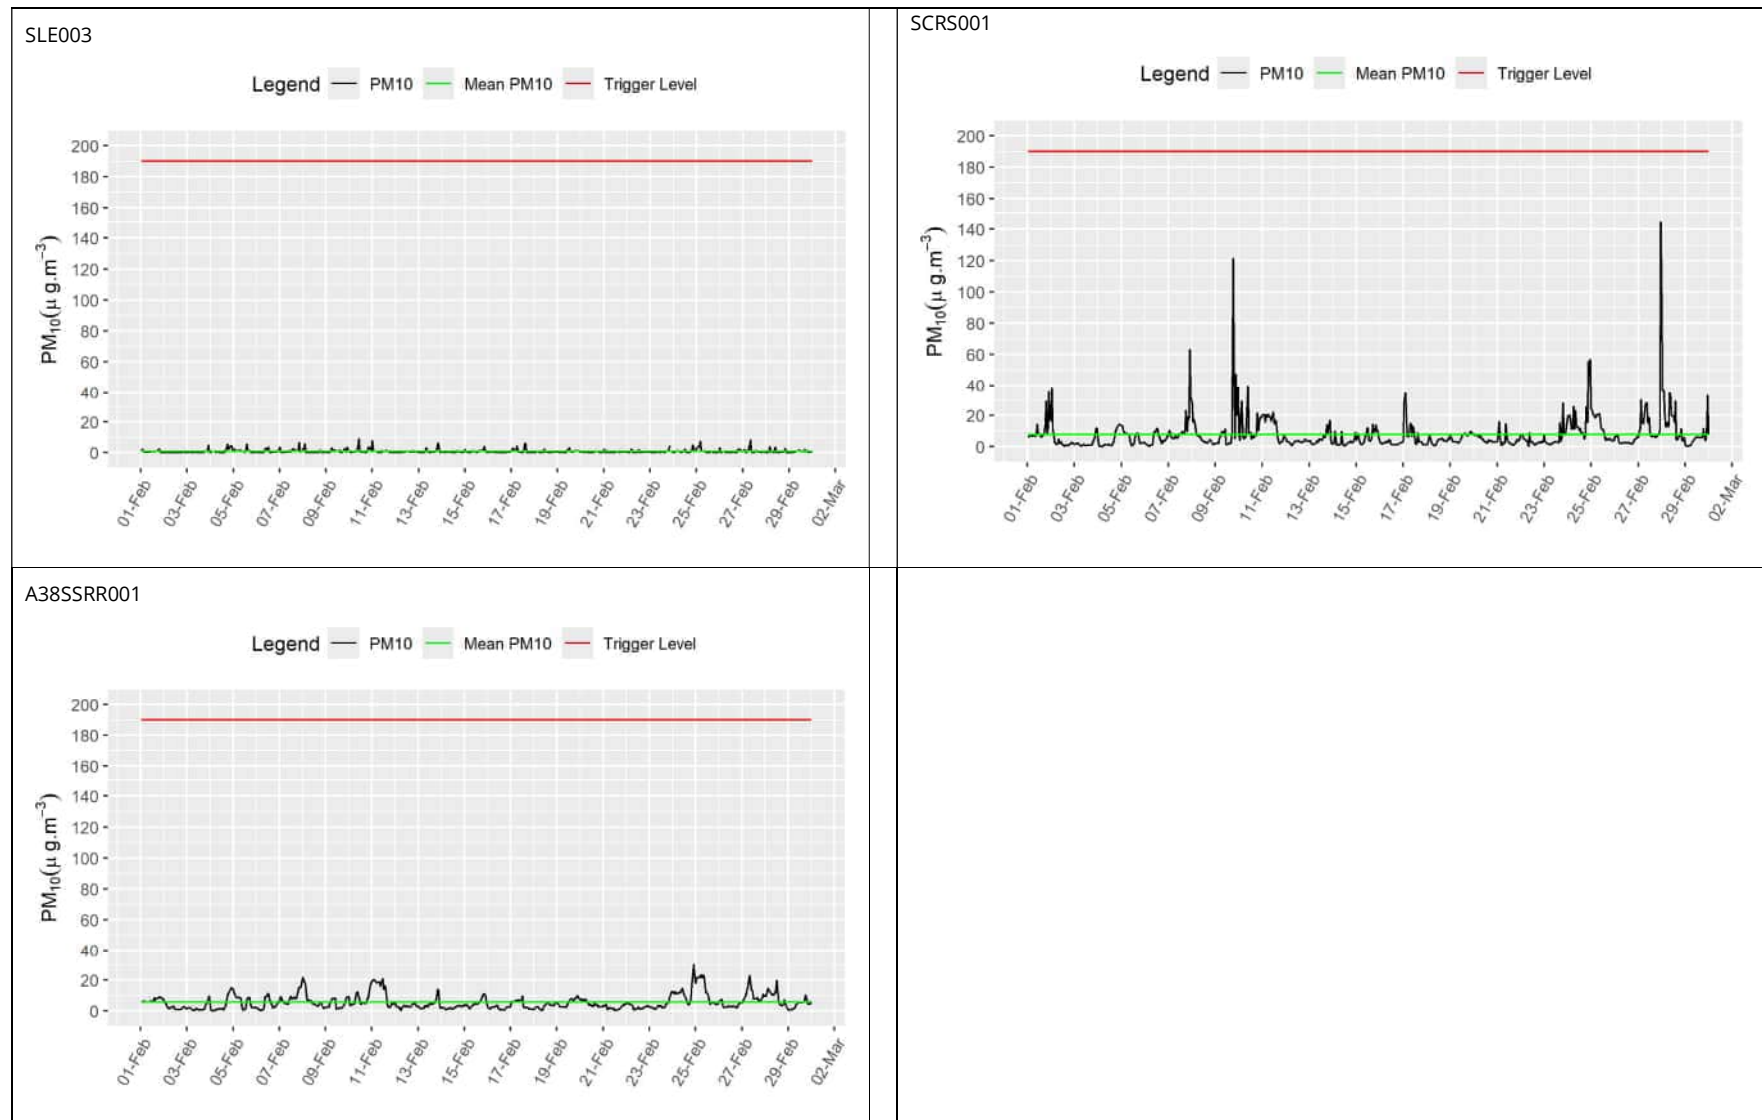 SLE003
Legend PM10 Mean PM10 Trigger Level
200
180
160
140
120
100
80
60
40
20
0
PM10(μ g.m−3)
01-Feb 03-Feb 05-Feb 07-Feb 09-Feb 11-Feb 13-Feb 15-Feb 17-Feb 19-Feb 21-Feb 23-Feb 25-Feb 27-Feb 29-Feb 02-Mar
SCRS001
Legend PM10 Mean PM10 Trigger Level
200
180
160
140
120
100
80
60
40
20
0
PM10(μ g.m−3)
01-Feb 03-Feb 05-Feb 07-Feb 09-Feb 11-Feb 13-Feb 15-Feb 17-Feb 19-Feb 21-Feb 23-Feb 25-Feb 27-Feb 29-Feb 02-Mar
A38SSRR001
Legend PM10 Mean PM10 Trigger Level
200
180
160
140
120
100
80
60
40
20
0
PM10(μ g.m−3)
01-Feb 03-Feb 05-Feb 07-Feb 09-Feb 11-Feb 13-Feb 15-Feb 17-Feb 19-Feb 21-Feb 23-Feb 25-Feb 27-Feb 29-Feb 02-Mar